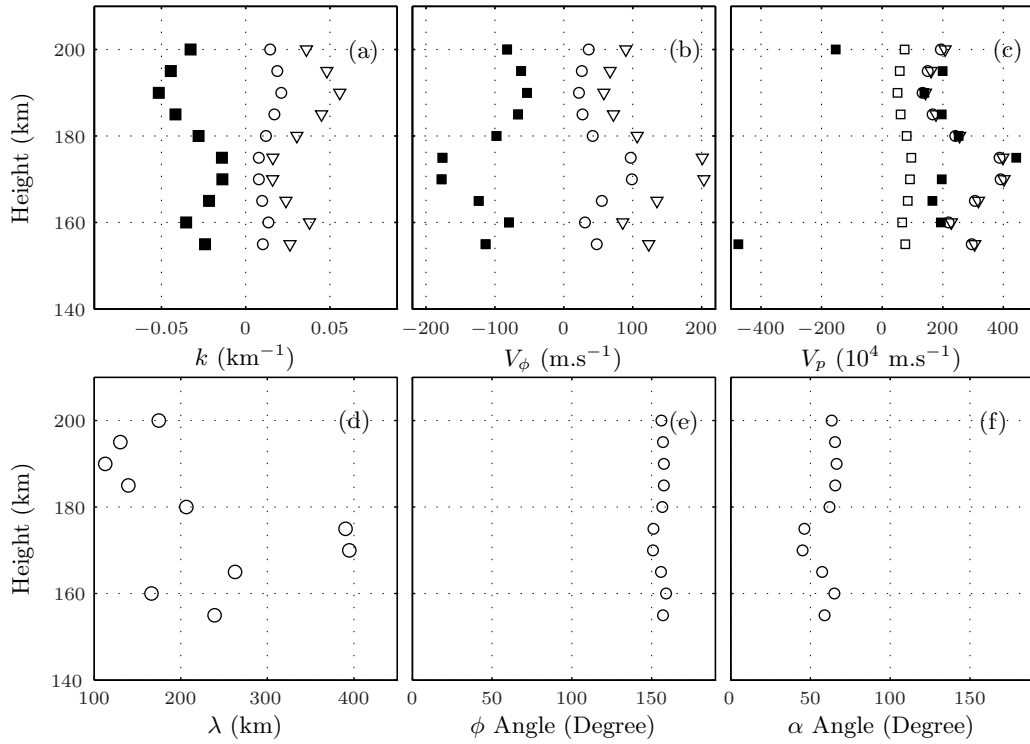 200
180
160
140
Height (km)
(a)
−0.05 0 0.05
k (km⁻¹)
(b)
−200 −100 0 100 200
V_ϕ (m.s⁻¹)
(c)
−400 −200 0 200 400
V_p (10⁴ m.s⁻¹)
200
180
160
140
Height (km)
(d)
100 200 300 400
λ (km)
(e)
0 50 100 150
ϕ Angle (Degree)
(f)
0 50 100 150
α Angle (Degree)